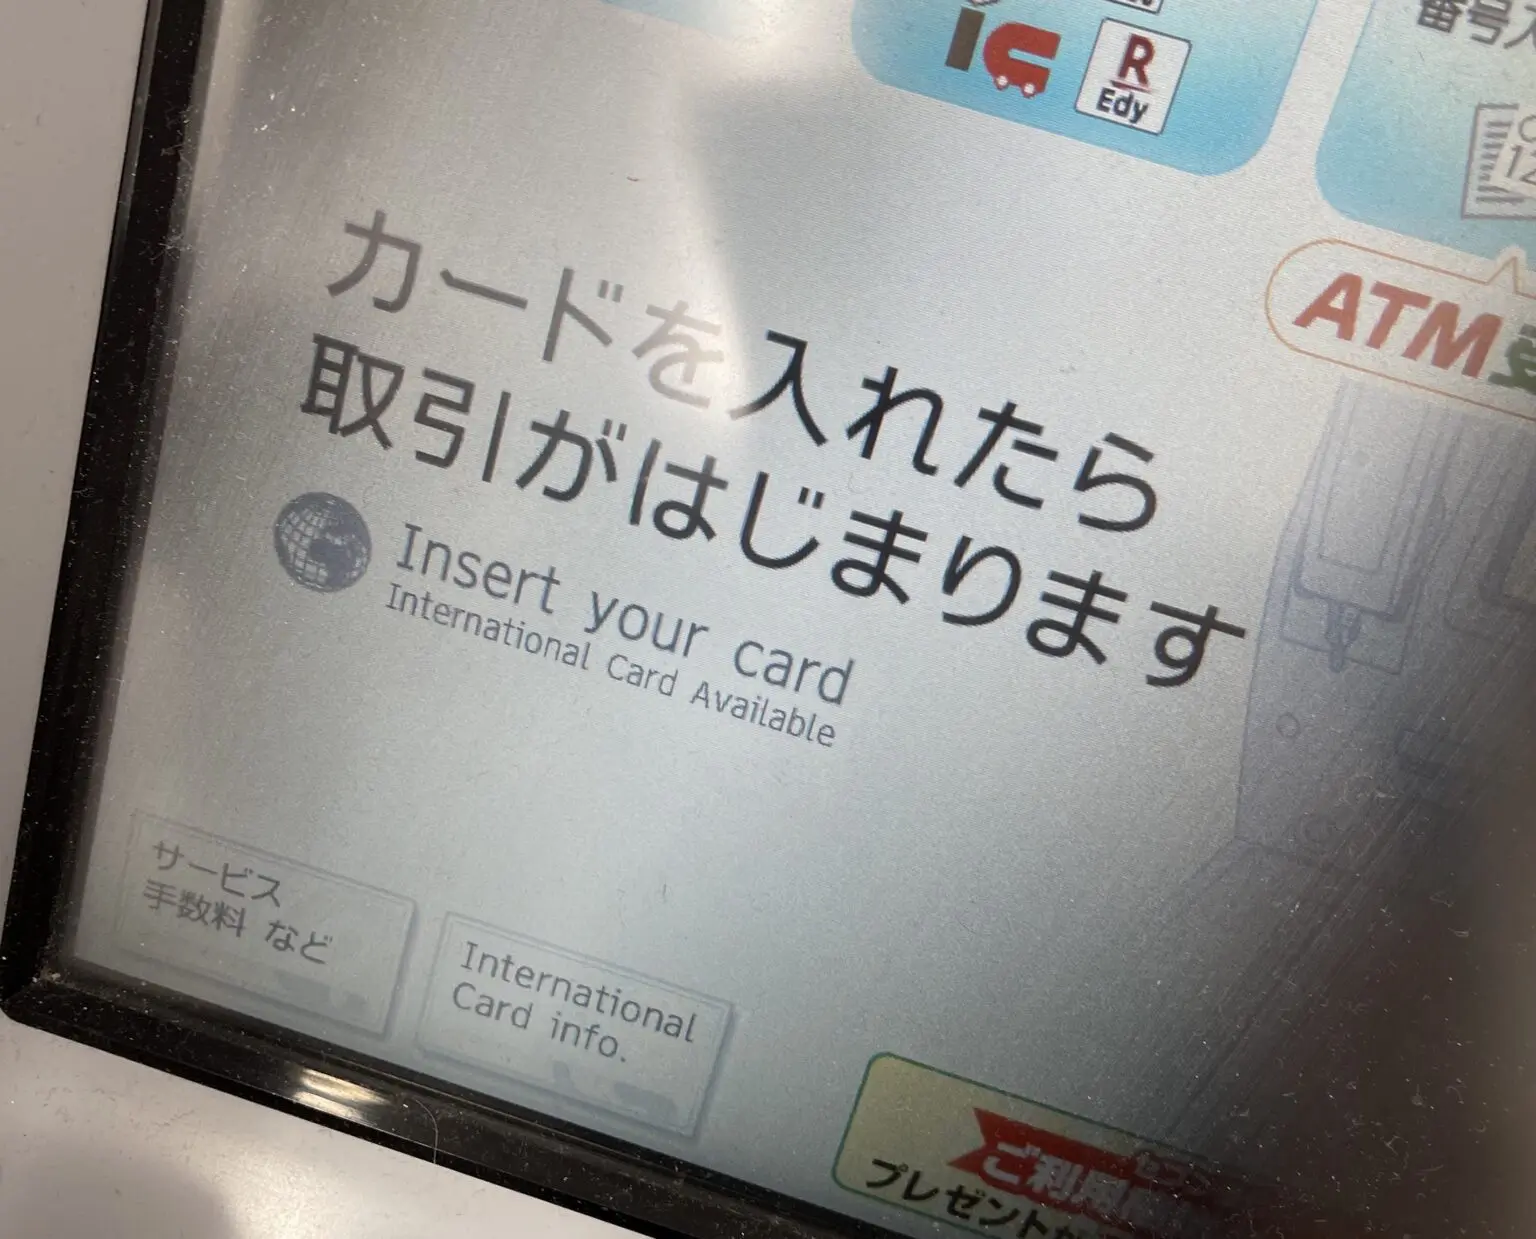 R
Edy
番号
ATM
カードを入れたら
取引がはじまります
Insert your card
International Card Available
サービス
手数料 など
International
Card info.
ご利用
プレゼント